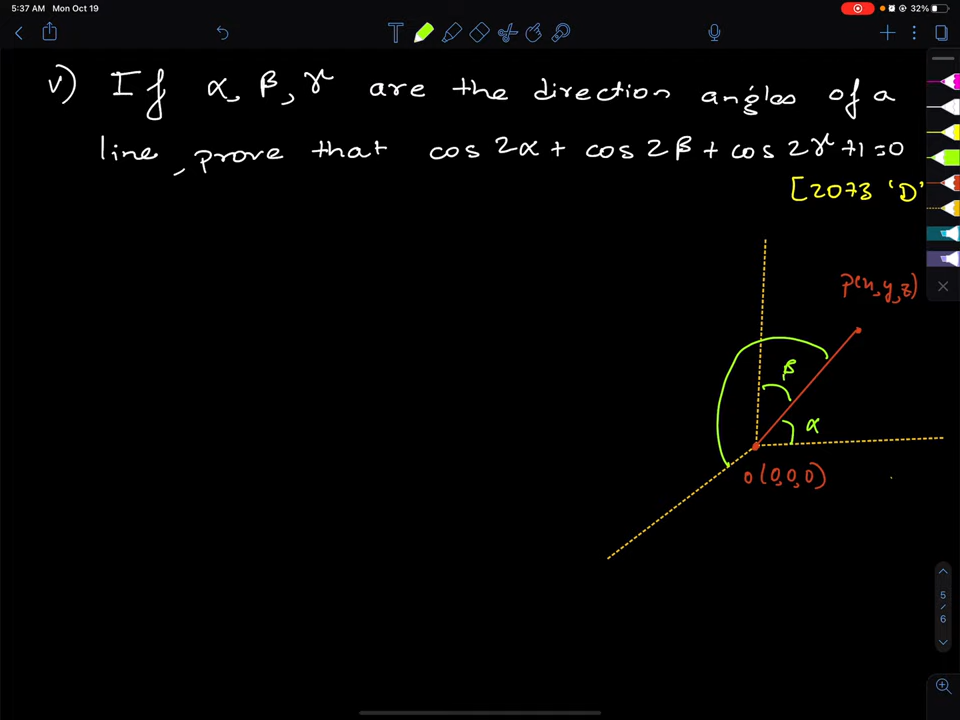 5:37 AM Mon Oct 19
32%
v) If α, β, γ are the direction angles of a
line, prove that cos 2α + cos 2β + cos 2γ +1=0
[2073 'D'
P(x, y, z)
β
α
O(0,0,0)
5
/
6